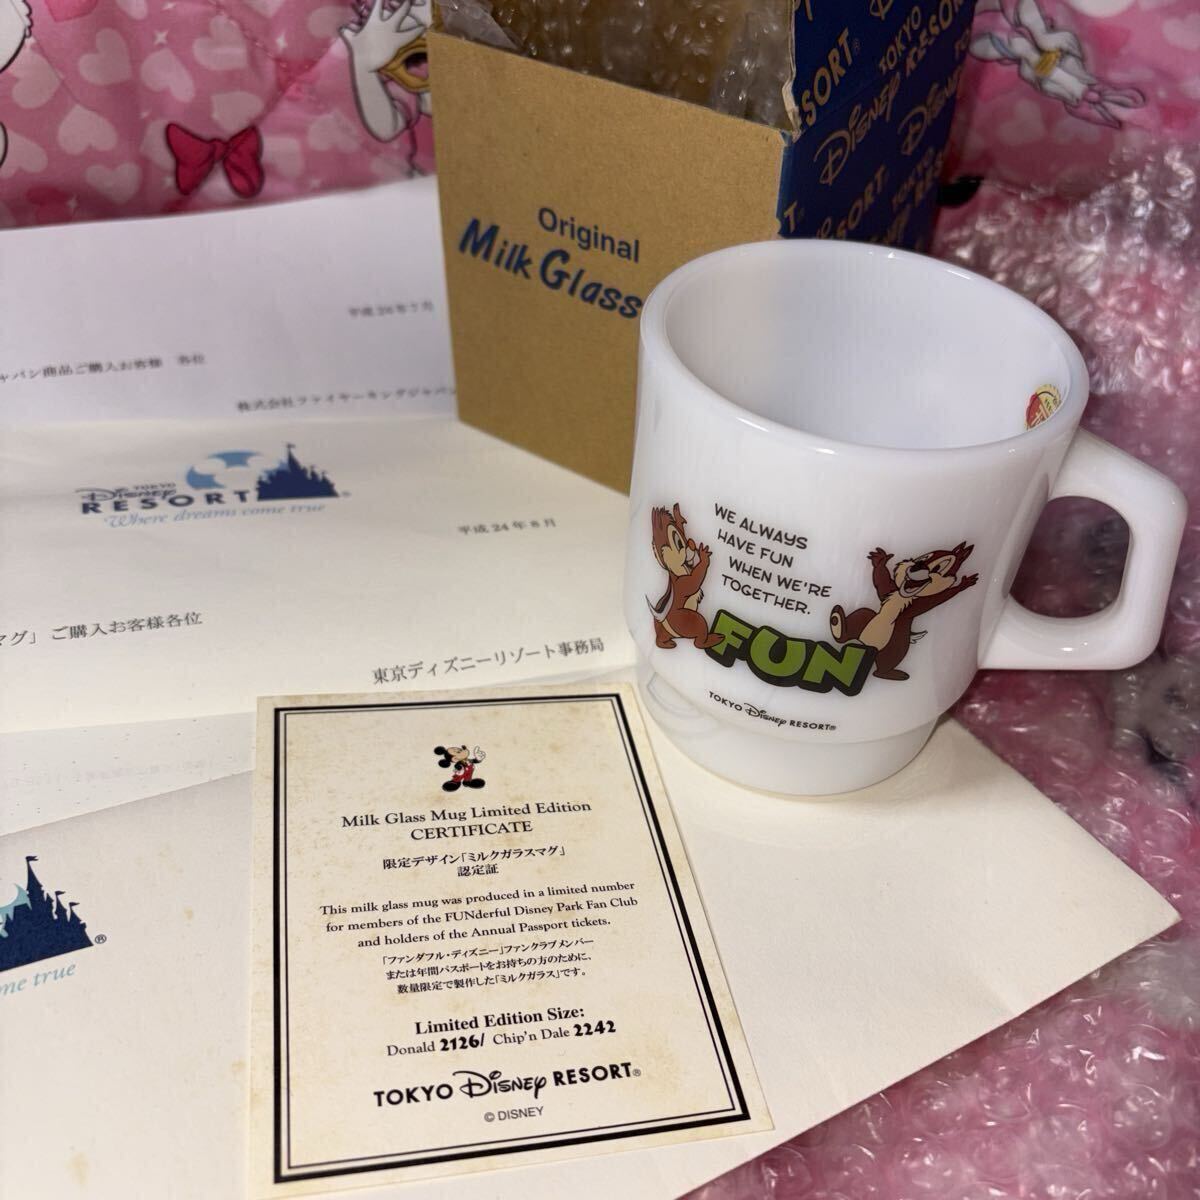 Original
Milk Glass
Disney
TOKYO
RESORT®
TOKYO
Disney
RESORT
平成26年7月
ャパン商品ご購入お客様 各位
株式会社ファイヤーキングジャパン
TOKYO
Disney
RESORT®
Where dreams come true
平成24年8月
マグ」ご購入お客様各位
東京ディズニーリゾート事務局
WE ALWAYS
HAVE FUN
WHEN WE'RE
TOGETHER.
FUN
TOKYO Disney RESORT®
Milk Glass Mug Limited Edition
CERTIFICATE
限定デザイン「ミルクガラスマグ」
認定証
This milk glass mug was produced in a limited number
for members of the FUNderful Disney Park Fan Club
and holders of the Annual Passport tickets.
「ファンダフル・ディズニー」ファンクラブメンバー
または年間パスポートをお持ちの方のために、
数量限定で製作した「ミルクガラス」です。
Limited Edition Size:
Donald 2126/ Chip'n Dale 2242
TOKYO Disney RESORT®
© DISNEY
®
me true